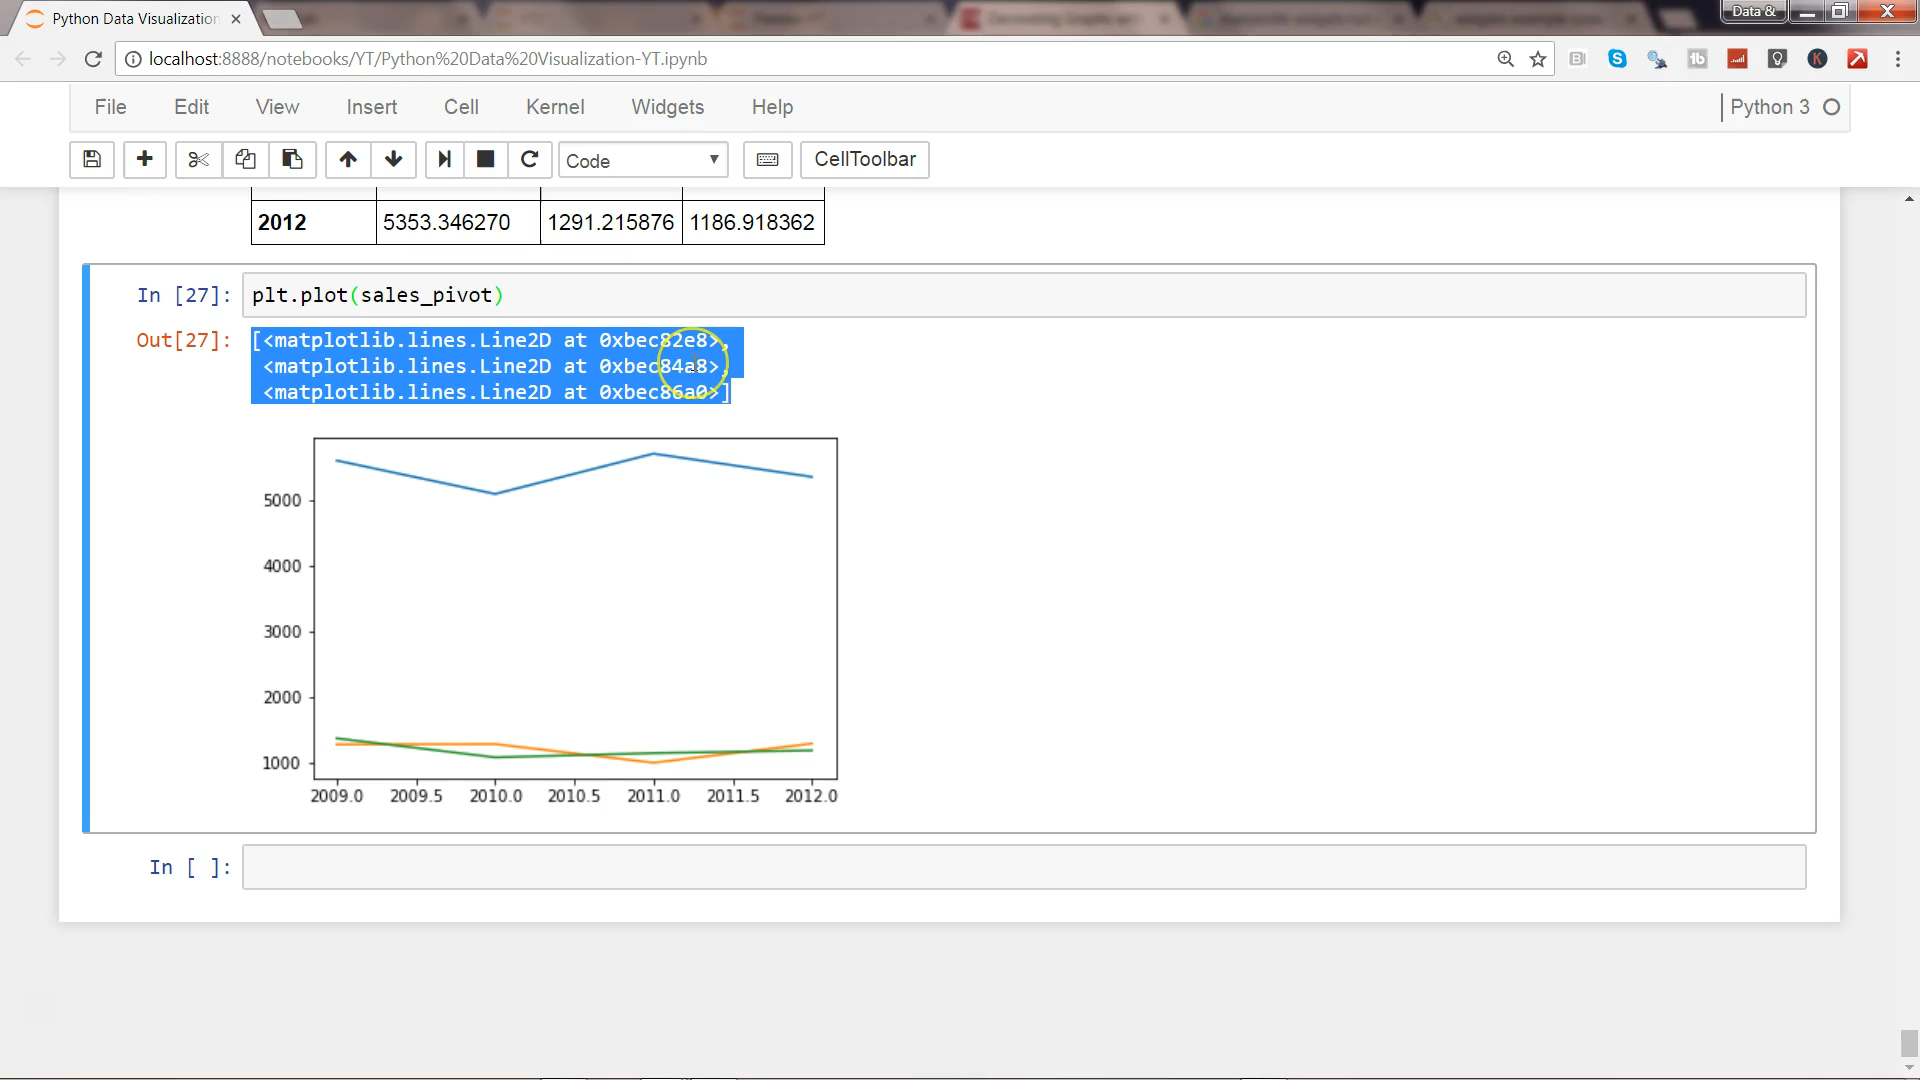 Python Data Visualization
Data &
localhost:8888/notebooks/YT/Python%20Data%20Visualization-YT.ipynb
File Edit View Insert Cell Kernel Widgets Help
Python 3
Code
CellToolbar
2012 5353.346270 1291.215876 1186.918362
In [27]: plt.plot(sales_pivot)
Out[27]: [<matplotlib.lines.Line2D at 0xbec82e8>,
<matplotlib.lines.Line2D at 0xbec84a8>,
<matplotlib.lines.Line2D at 0xbec86a0>]
5000
4000
3000
2000
1000
2009.0 2009.5 2010.0 2010.5 2011.0 2011.5 2012.0
In [ ]: